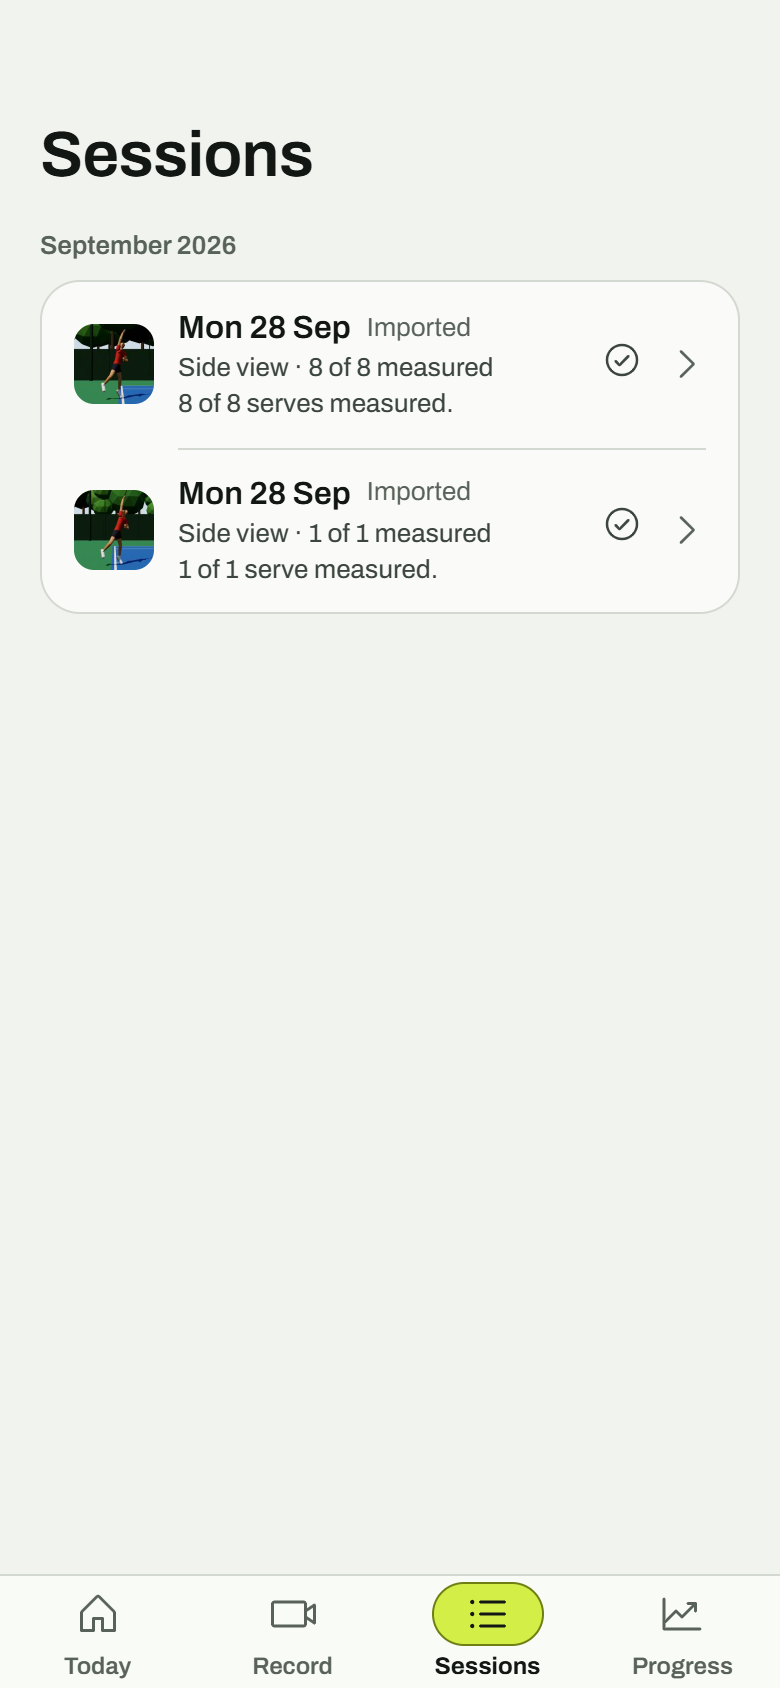 Sessions
September 2026
Mon 28 Sep Imported
Side view · 8 of 8 measured
8 of 8 serves measured.
Mon 28 Sep Imported
Side view · 1 of 1 measured
1 of 1 serve measured.
Today Record Sessions Progress